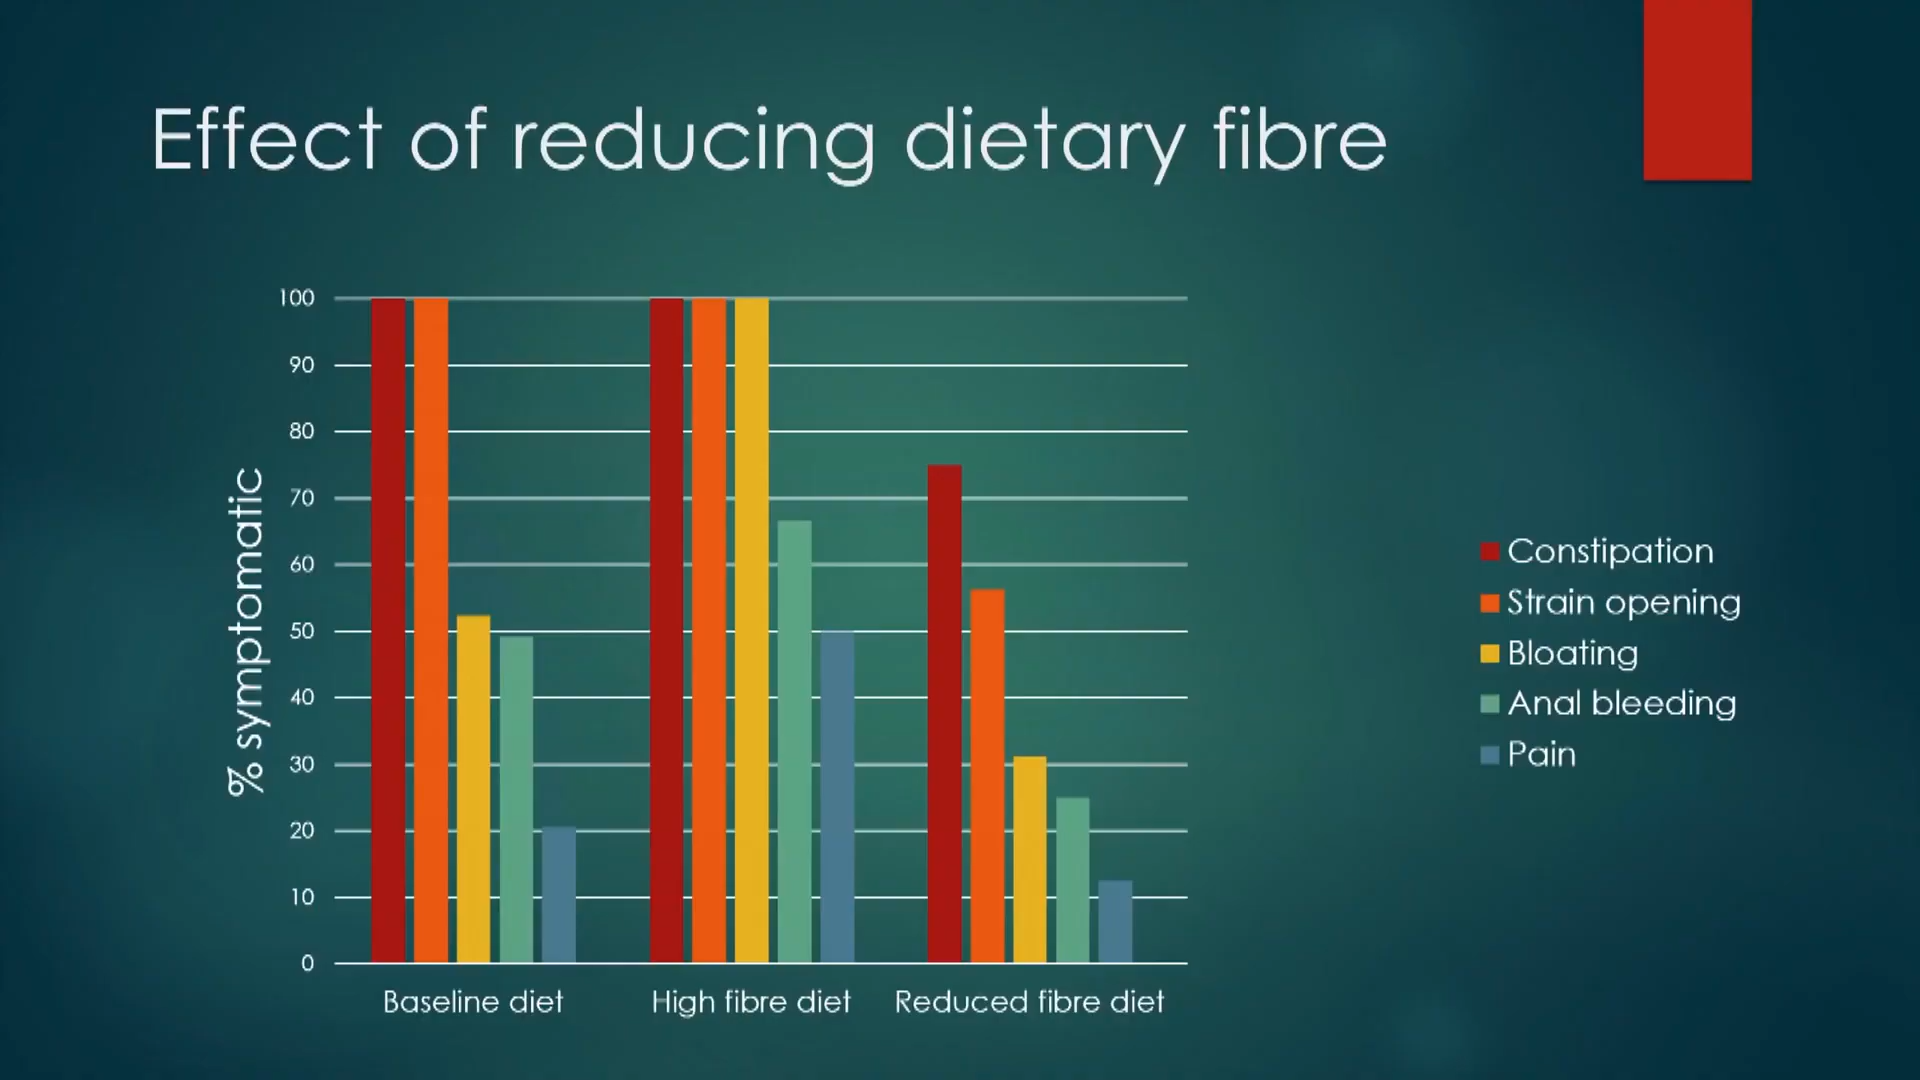 Effect of reducing dietary fibre
% symptomatic
100
90
80
70
60
50
40
30
20
10
0
Baseline diet
High fibre diet
Reduced fibre diet
Constipation
Strain opening
Bloating
Anal bleeding
Pain